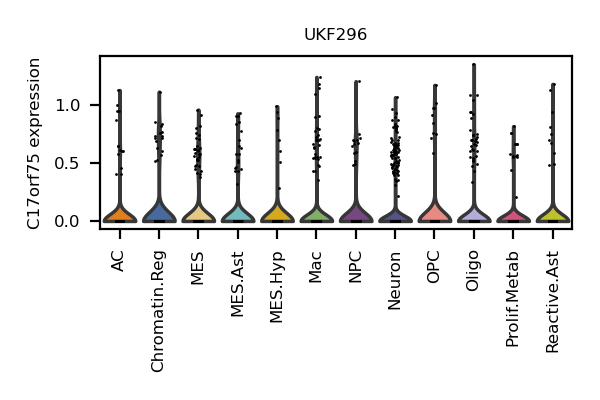 UKF296
C17orf75 expression
1.0
0.5
0.0
AC
Chromatin.Reg
MES
MES.Ast
MES.Hyp
Mac
NPC
Neuron
OPC
Oligo
Prolif.Metab
Reactive.Ast